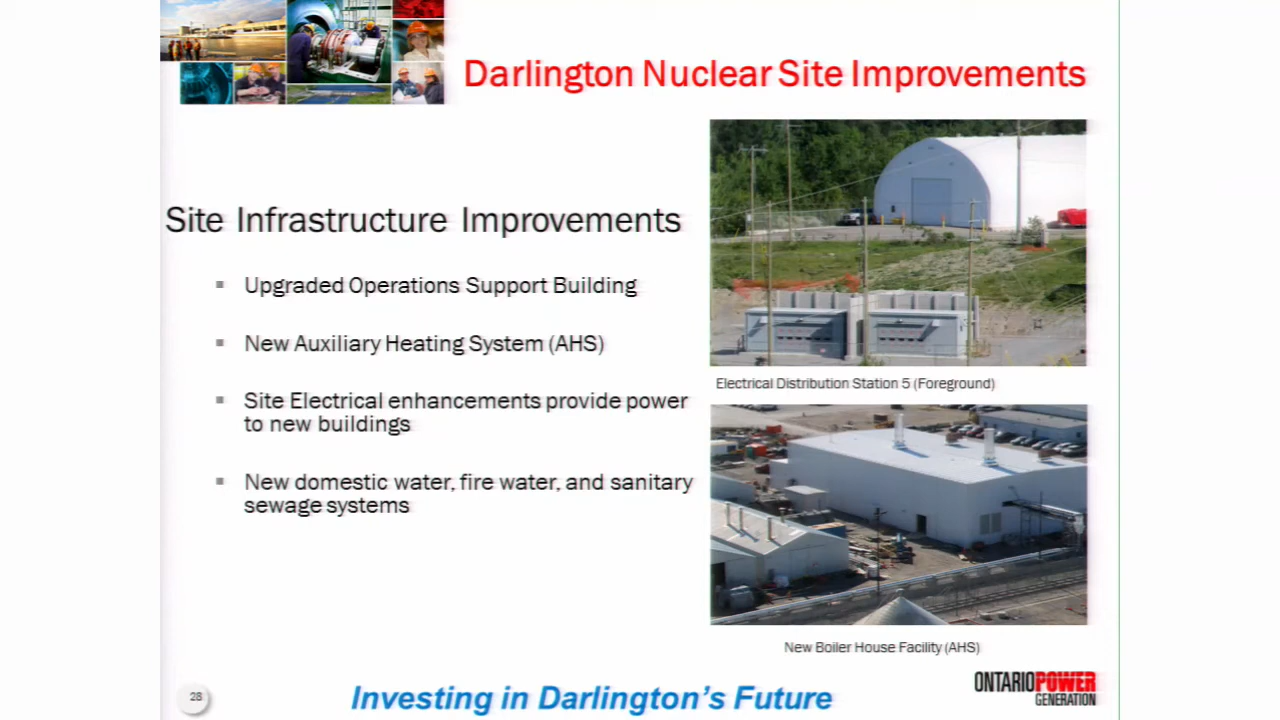 Darlington Nuclear Site Improvements
Site Infrastructure Improvements
▪ Upgraded Operations Support Building
▪ New Auxiliary Heating System (AHS)
▪ Site Electrical enhancements provide power
to new buildings
▪ New domestic water, fire water, and sanitary
sewage systems
Electrical Distribution Station 5 (Foreground)
New Boiler House Facility (AHS)
28
Investing in Darlington's Future
ONTARIOPOWER
GENERATION